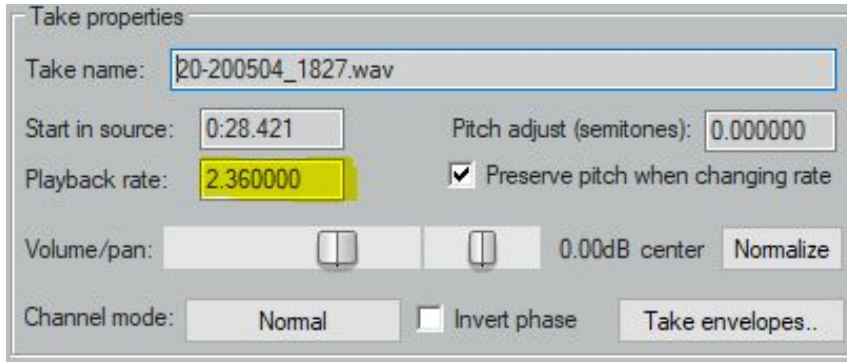 Take properties
Take name: 20-200504_1827.wav
Start in source: 0:28.421 Pitch adjust (semitones): 0.000000
Playback rate: 2.360000 Preserve pitch when changing rate
Volume/pan: 0.00dB center Normalize
Channel mode: Normal Invert phase Take envelopes..